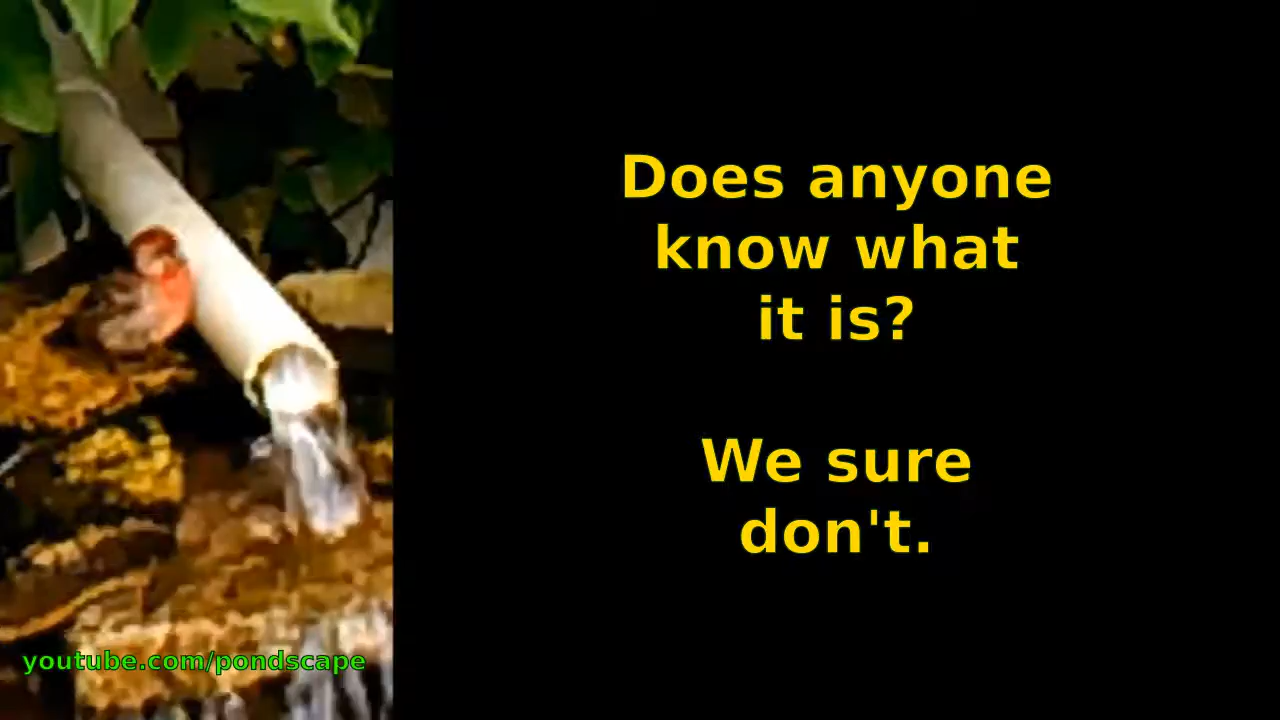 Does anyone
know what
it is?
We sure
don't.
youtube.com/pondscape